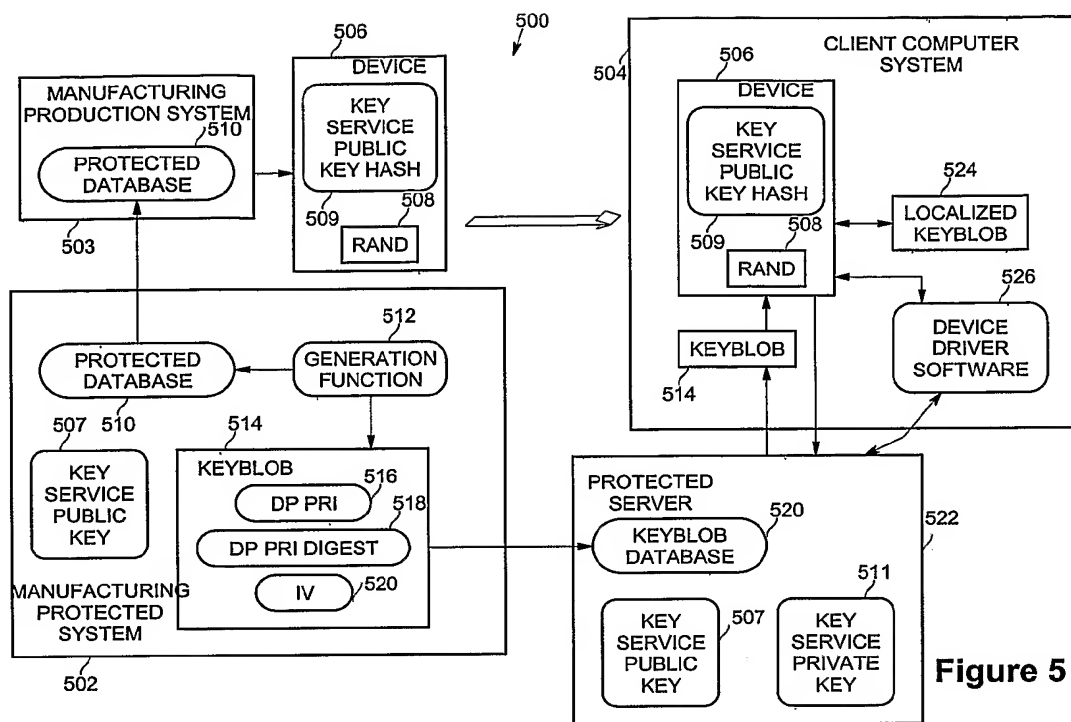 500
MANUFACTURING
PRODUCTION SYSTEM
510
PROTECTED
DATABASE
503
506
DEVICE
KEY
SERVICE
PUBLIC
KEY HASH
509
508
RAND
504
CLIENT COMPUTER
SYSTEM
506
DEVICE
KEY
SERVICE
PUBLIC
KEY HASH
509
508
RAND
524
LOCALIZED
KEYBLOB
526
DEVICE
DRIVER
SOFTWARE
KEYBLOB
514
PROTECTED
DATABASE
510
512
GENERATION
FUNCTION
507
KEY
SERVICE
PUBLIC
KEY
514
KEYBLOB
516
DP PRI
518
DP PRI DIGEST
IV
520
MANUFACTURING
PROTECTED
SYSTEM
502
PROTECTED
SERVER
520
KEYBLOB
DATABASE
522
KEY
SERVICE
PUBLIC
KEY
507
511
KEY
SERVICE
PRIVATE
KEY
Figure 5